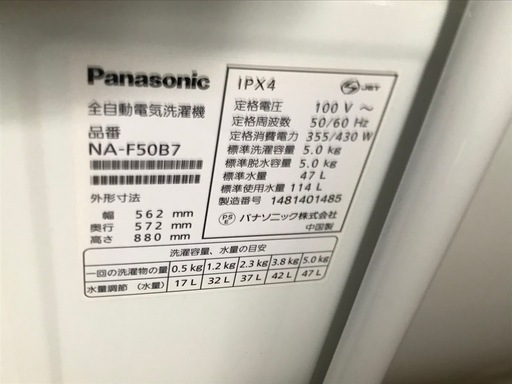 Panasonic
全自動電気洗濯機
品番
NA-F50B7
外形寸法
幅 562 mm
奥行 572 mm
高さ 880 mm
IPX4
JET
定格電圧 100 V ～
定格周波数 50/60 Hz
定格消費電力 355/430 W
標準洗濯容量 5.0 kg
標準脱水容量 5.0 kg
標準水量 47 L
標準使用水量 114 L
製造番号 1481401485
PSE パナソニック株式会社
中国製
洗濯容量、水量の目安
一回の洗濯物の量 0.5 kg 1.2 kg 2.3 kg 3.8 kg 5.0 kg
水量調節（水量） 17 L 32 L 37 L 42 L 47 L